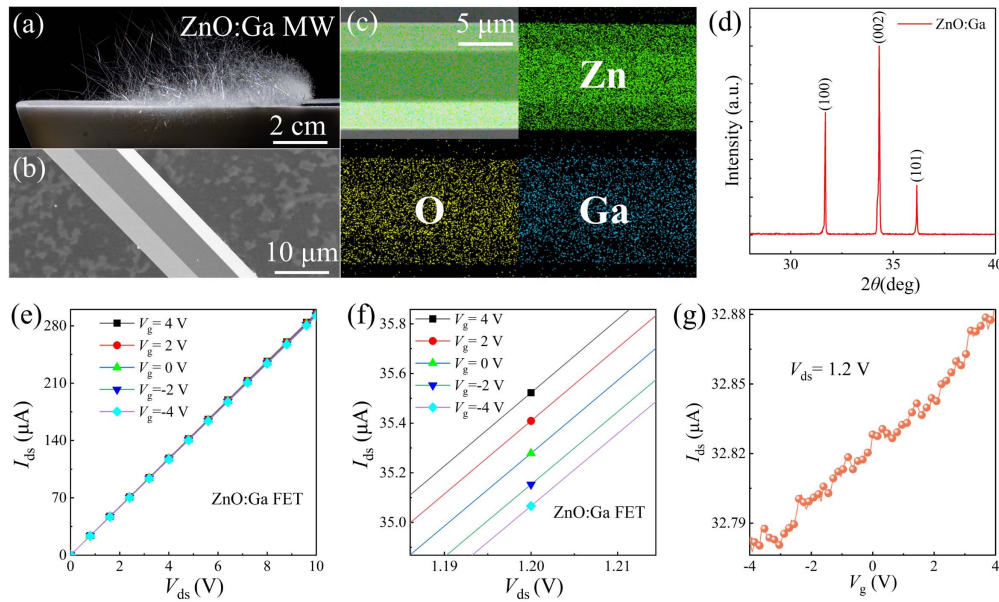 (a)
ZnO:Ga MW
2 cm
(b)
10 μm
(c)
5 μm
Zn
O
Ga
(d)
ZnO:Ga
(100)
(002)
(101)
Intensity (a.u.)
30
35
40
2θ(deg)
(e)
Vg= 4 V
Vg= 2 V
Vg= 0 V
Vg=-2 V
Vg=-4 V
ZnO:Ga FET
Ids (μA)
280
210
140
70
0
0 2 4 6 8 10
Vds (V)
(f)
Vg= 4 V
Vg= 2 V
Vg= 0 V
Vg=-2 V
Vg=-4 V
ZnO:Ga FET
Ids (μA)
35.8
35.6
35.4
35.2
35.0
1.19 1.20 1.21
Vds (V)
(g)
Vds= 1.2 V
Ids (μA)
32.88
32.85
32.82
32.79
-4 -2 0 2 4
Vg (V)